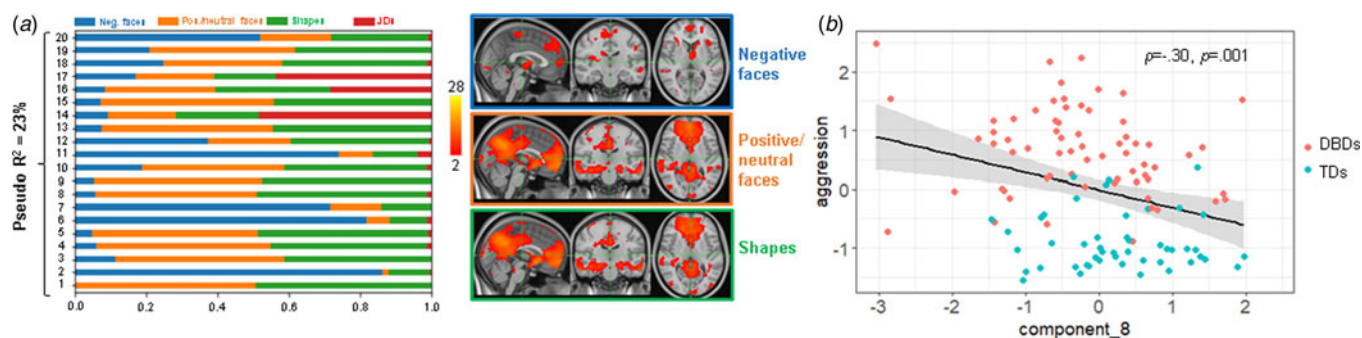 (a)
Neg. faces Pos./neutral faces Shapes JDs
Pseudo R² = 23%
20
19
18
17
16
15
14
13
12
11
10
9
8
7
6
5
4
3
2
1
0.0 0.2 0.4 0.6 0.8 1.0
28
2
Negative
faces
Positive/
neutral
faces
Shapes
(b)
ρ=-.30, p=.001
aggression
2
1
0
-1
-3 -2 -1 0 1 2
component_8
DBDs
TDs